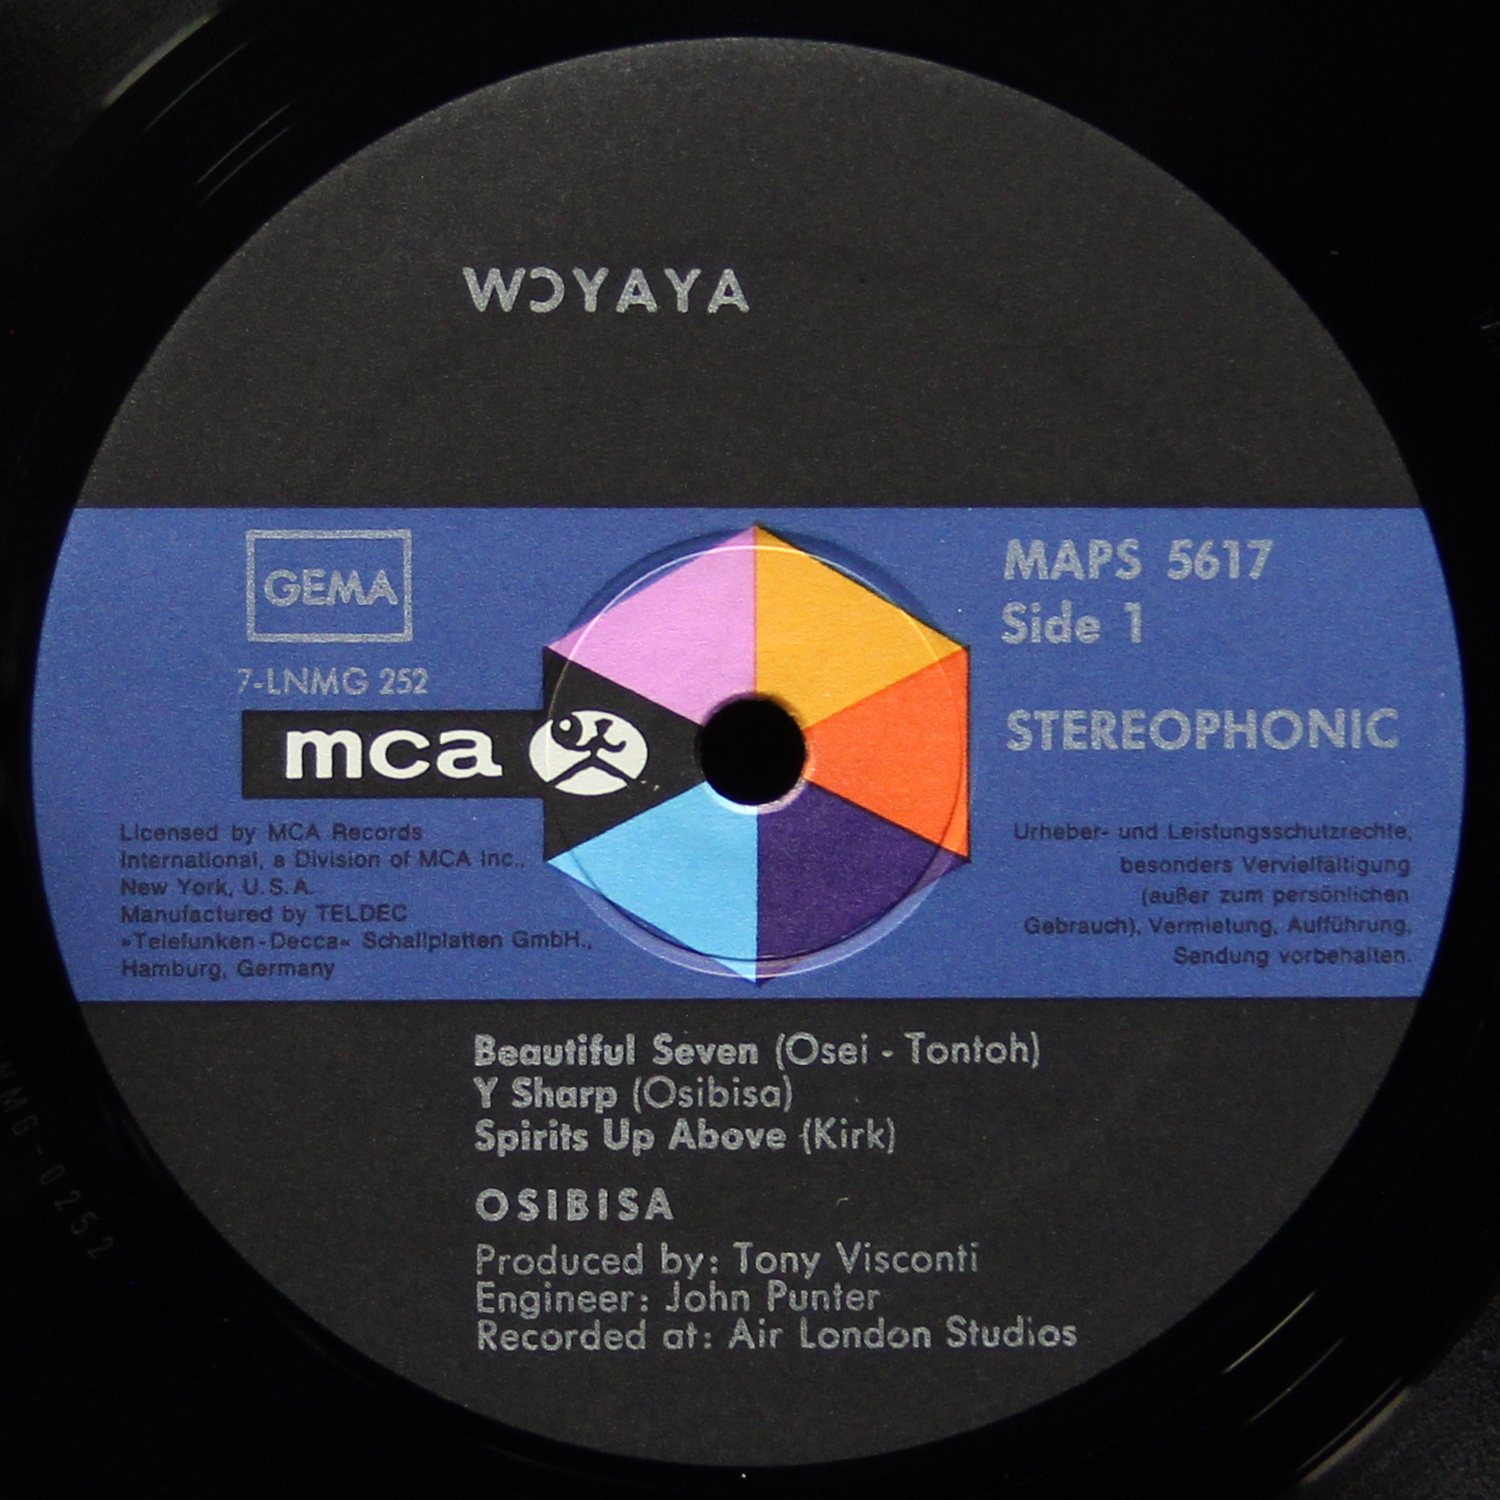 WƆYAYA
GEMA
7-LNMG 252
mca
MAPS 5617
Side 1
STEREOPHONIC
Licensed by MCA Records
International, a Division of MCA Inc.,
New York, U.S.A.
Manufactured by TELDEC
»Telefunken-Decca« Schallplatten GmbH.,
Hamburg, Germany
Urheber- und Leistungsschutzrechte,
besonders Vervielfältigung
(außer zum persönlichen
Gebrauch), Vermietung, Aufführung,
Sendung vorbehalten.
Beautiful Seven (Osei - Tontoh)
Y Sharp (Osibisa)
Spirits Up Above (Kirk)
OSIBISA
Produced by: Tony Visconti
Engineer: John Punter
Recorded at: Air London Studios